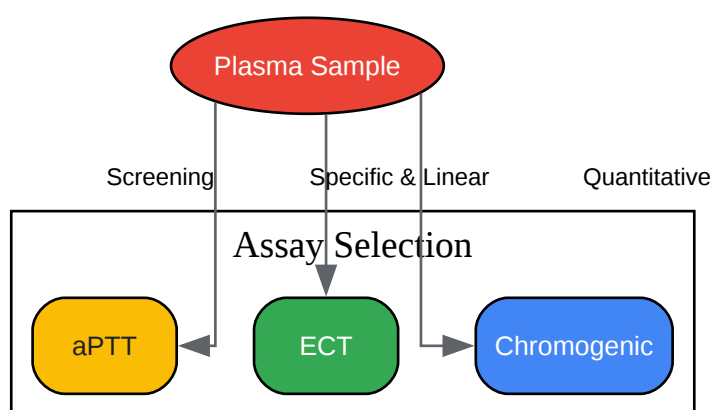 Plasma Sample
Screening
Specific & Linear
Quantitative
Assay Selection
aPTT
ECT
Chromogenic